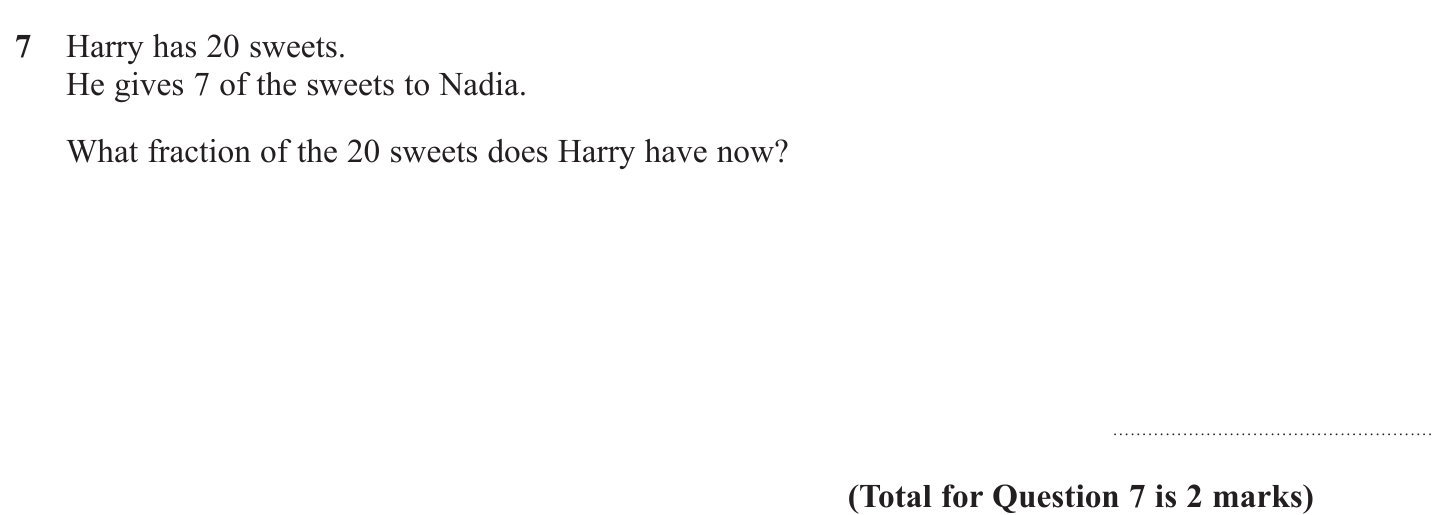 7 Harry has 20 sweets.
He gives 7 of the sweets to Nadia.
What fraction of the 20 sweets does Harry have now?
(Total for Question 7 is 2 marks)